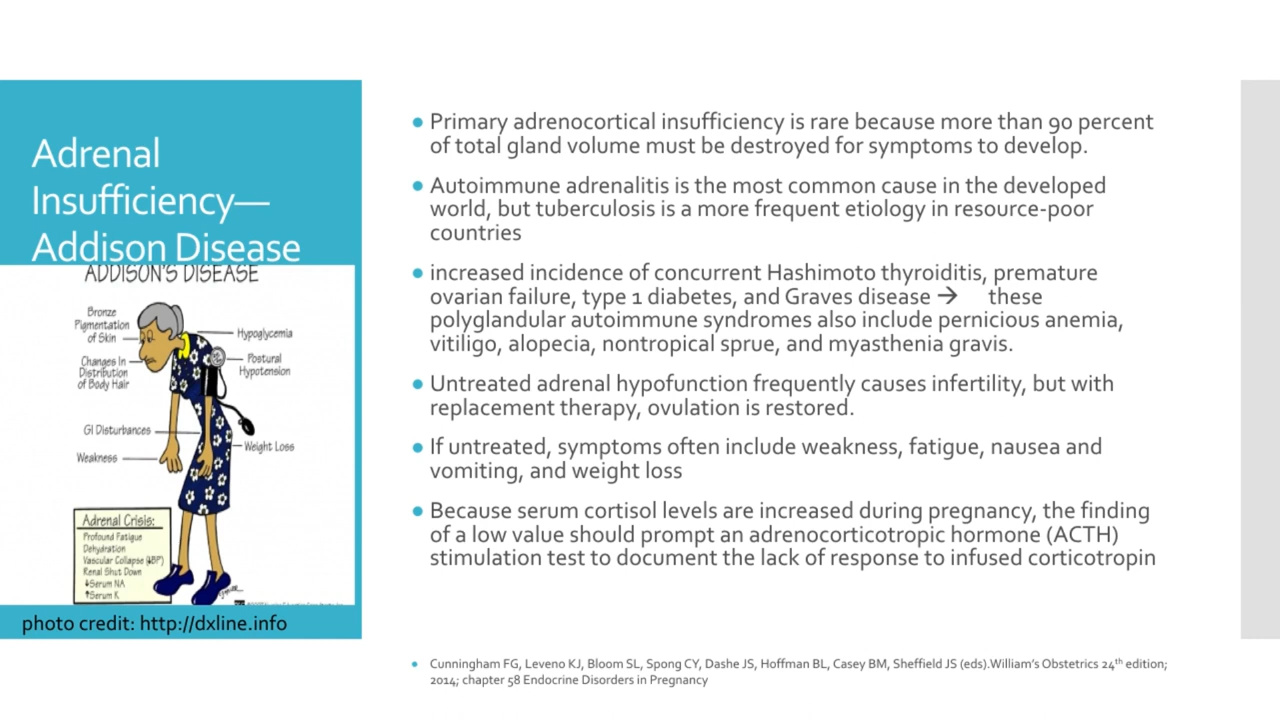 Adrenal
Insufficiency—
Addison Disease
ADDISON'S DISEASE
Bronze
Pigmentation
of Skin
Changes In
Distribution
of Body Hair
GI Disturbances
Weakness
Hypoglycemia
Postural
Hypotension
Weight Loss
Adrenal Crisis:
Profound Fatigue
Dehydration
Vascular Collapse (↓BP)
Renal Shut Down
↓Serum NA
↑Serum K
photo credit: http://dxline.info
● Primary adrenocortical insufficiency is rare because more than 90 percent
of total gland volume must be destroyed for symptoms to develop.
● Autoimmune adrenalitis is the most common cause in the developed
world, but tuberculosis is a more frequent etiology in resource-poor
countries
● increased incidence of concurrent Hashimoto thyroiditis, premature
ovarian failure, type 1 diabetes, and Graves disease → these
polyglandular autoimmune syndromes also include pernicious anemia,
vitiligo, alopecia, nontropical sprue, and myasthenia gravis.
● Untreated adrenal hypofunction frequently causes infertility, but with
replacement therapy, ovulation is restored.
● If untreated, symptoms often include weakness, fatigue, nausea and
vomiting, and weight loss
● Because serum cortisol levels are increased during pregnancy, the finding
of a low value should prompt an adrenocorticotropic hormone (ACTH)
stimulation test to document the lack of response to infused corticotropin
● Cunningham FG, Leveno KJ, Bloom SL, Spong CY, Dashe JS, Hoffman BL, Casey BM, Sheffield JS (eds).William's Obstetrics 24th edition;
2014; chapter 58 Endocrine Disorders in Pregnancy